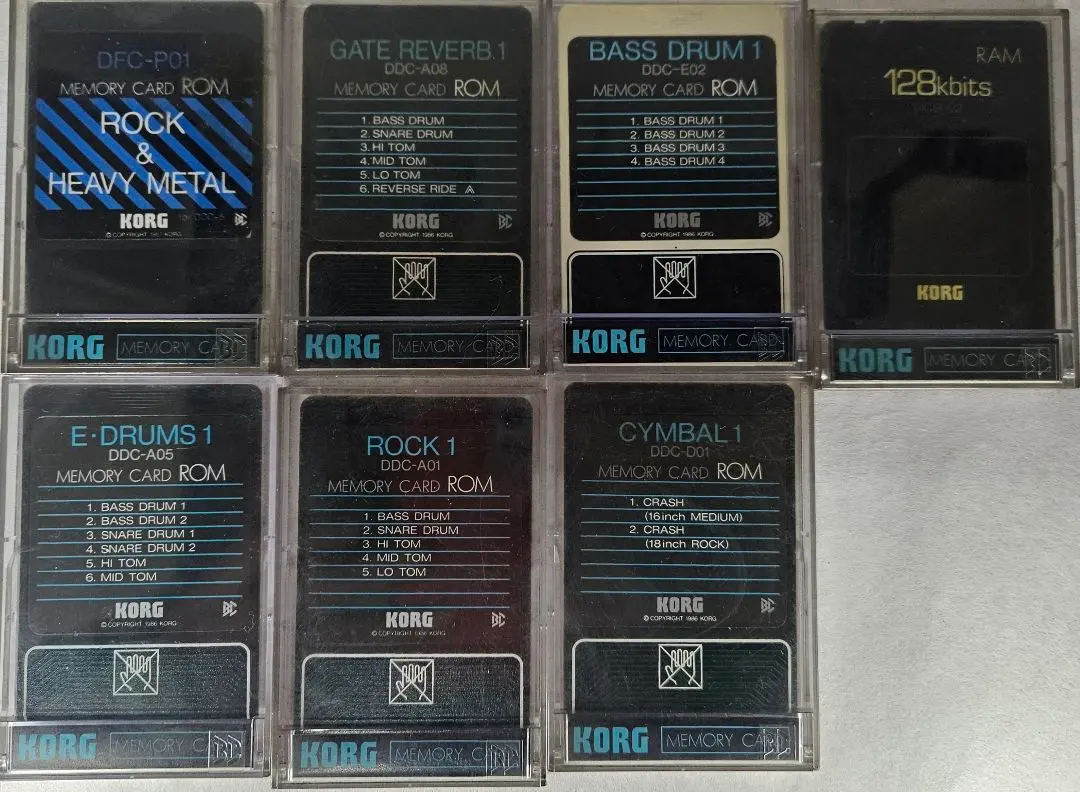 DFC-P01
MEMORY CARD ROM
ROCK
&
HEAVY METAL
KORG
© COPYRIGHT 1987 KORG
KORG MEMORY CARD
GATE REVERB.1
DDC-A08
MEMORY CARD ROM
1. BASS DRUM
2. SNARE DRUM
3. HI TOM
4. MID TOM
5. LO TOM
6. REVERSE RIDE
KORG
© COPYRIGHT 1986 KORG
KORG MEMORY CARD
BASS DRUM 1
DDC-E02
MEMORY CARD ROM
1. BASS DRUM 1
2. BASS DRUM 2
3. BASS DRUM 3
4. BASS DRUM 4
KORG
© COPYRIGHT 1986 KORG
KORG MEMORY CARD
RAM
128kbits
KORG
KORG MEMORY CARD
E·DRUMS 1
DDC-A05
MEMORY CARD ROM
1. BASS DRUM 1
2. BASS DRUM 2
3. SNARE DRUM 1
4. SNARE DRUM 2
5. HI TOM
6. MID TOM
KORG
© COPYRIGHT 1986 KORG
KORG MEMORY CARD
ROCK 1
DDC-A01
MEMORY CARD ROM
1. BASS DRUM
2. SNARE DRUM
3. HI TOM
4. MID TOM
5. LO TOM
KORG
© COPYRIGHT 1986 KORG
KORG MEMORY CARD
CYMBAL 1
DDC-D01
MEMORY CARD ROM
1. CRASH
(16inch MEDIUM)
2. CRASH
(18inch ROCK)
KORG
© COPYRIGHT 1986 KORG
KORG MEMORY CARD